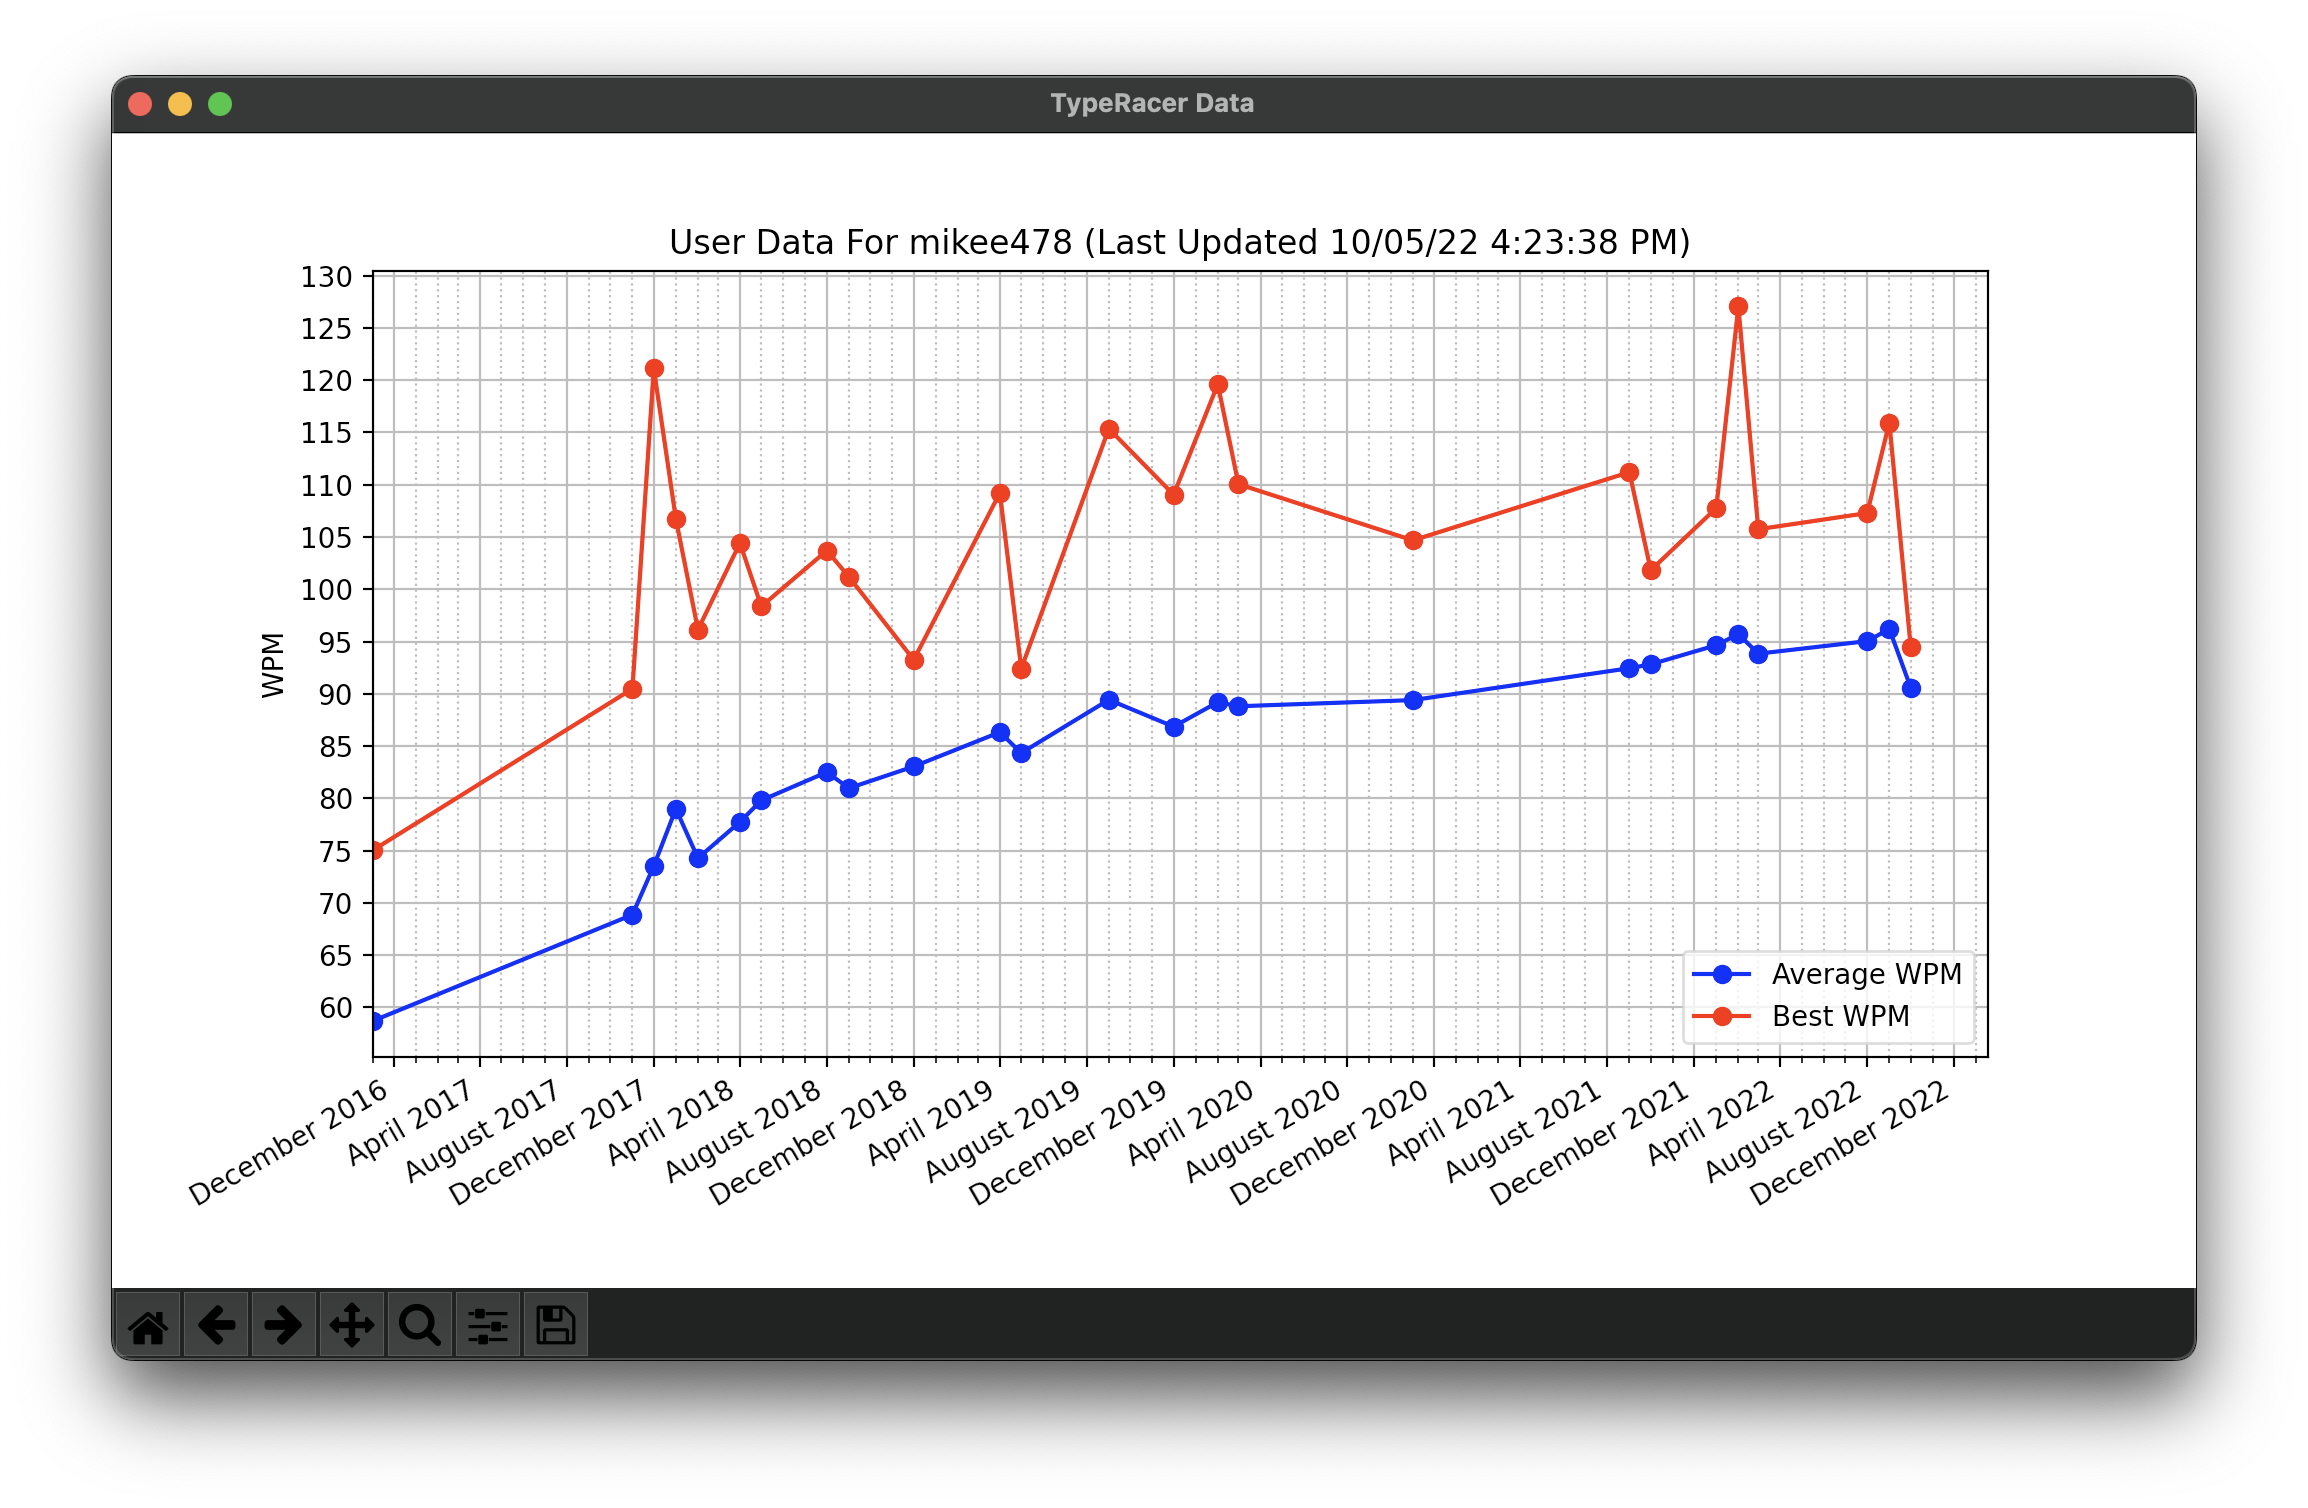 TypeRacer Data
User Data For mikee478 (Last Updated 10/05/22 4:23:38 PM)
130
125
120
115
110
105
100
95
90
85
80
75
70
65
60
WPM
Average WPM
Best WPM
December 2016
April 2017
August 2017
December 2017
April 2018
August 2018
December 2018
April 2019
August 2019
December 2019
April 2020
August 2020
December 2020
April 2021
August 2021
December 2021
April 2022
August 2022
December 2022